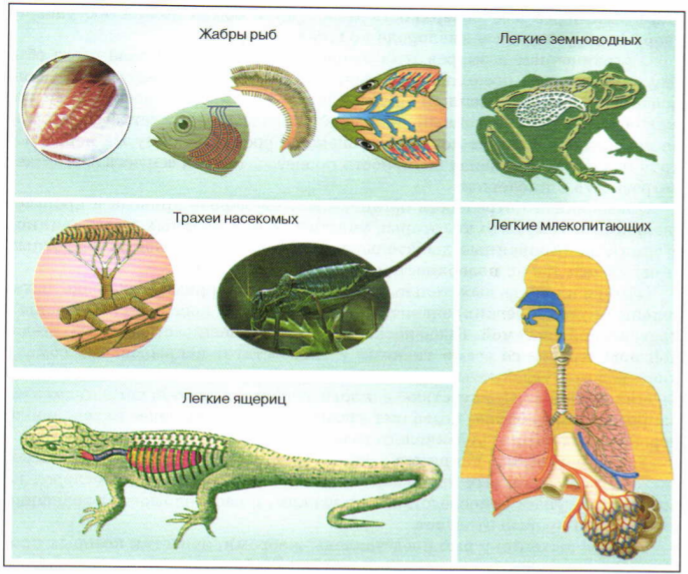 Жабры рыб
Легкие земноводных
Трахеи насекомых
Легкие млекопитающих
Легкие ящериц